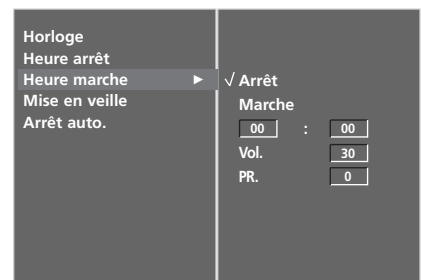 Horloge
Heure arrêt
Heure marche ►
Mise en veille
Arrêt auto.
√ Arrêt
Marche
00 : 00
Vol. 30
PR. 0